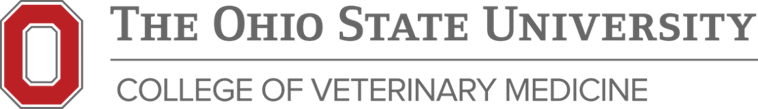 THE OHIO STATE UNIVERSITY
COLLEGE OF VETERINARY MEDICINE